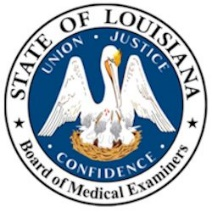 STATE OF LOUISIANA
UNION · JUSTICE
· CONFIDENCE ·
Board of Medical Examiners